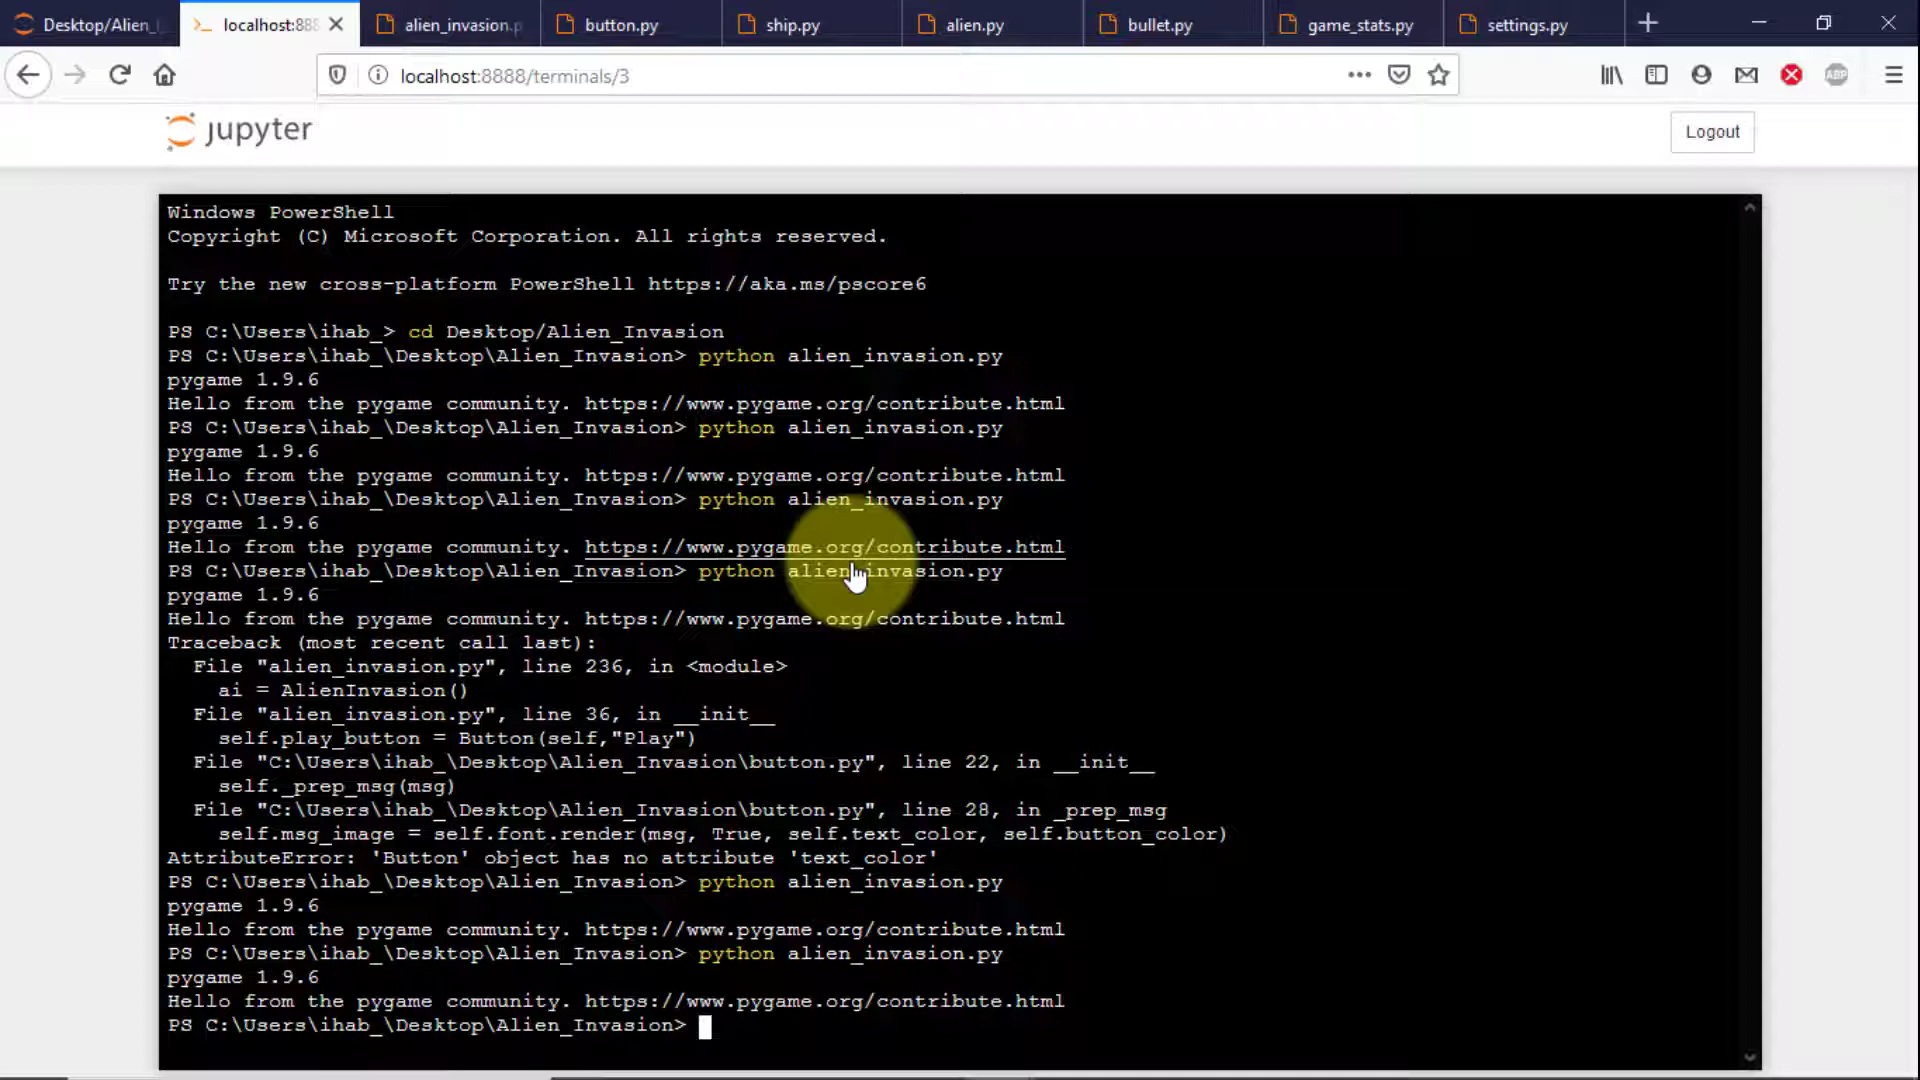 Desktop/Alien_I
localhost:888
alien_invasion.p
button.py
ship.py
alien.py
bullet.py
game_stats.py
settings.py
localhost:8888/terminals/3
ABP
jupyter
Logout
Windows PowerShell
Copyright (C) Microsoft Corporation. All rights reserved.
Try the new cross-platform PowerShell https://aka.ms/pscore6
PS C:\Users\ihab_> cd Desktop/Alien_Invasion
PS C:\Users\ihab_\Desktop\Alien_Invasion> python alien_invasion.py
pygame 1.9.6
Hello from the pygame community. https://www.pygame.org/contribute.html
PS C:\Users\ihab_\Desktop\Alien_Invasion> python alien_invasion.py
pygame 1.9.6
Hello from the pygame community. https://www.pygame.org/contribute.html
PS C:\Users\ihab_\Desktop\Alien_Invasion> python alien_invasion.py
pygame 1.9.6
Hello from the pygame community. https://www.pygame.org/contribute.html
PS C:\Users\ihab_\Desktop\Alien_Invasion> python alien_invasion.py
pygame 1.9.6
Hello from the pygame community. https://www.pygame.org/contribute.html
Traceback (most recent call last):
  File "alien_invasion.py", line 236, in <module>
    ai = AlienInvasion()
  File "alien_invasion.py", line 36, in __init__
    self.play_button = Button(self,"Play")
  File "C:\Users\ihab_\Desktop\Alien_Invasion\button.py", line 22, in __init__
    self._prep_msg(msg)
  File "C:\Users\ihab_\Desktop\Alien_Invasion\button.py", line 28, in _prep_msg
    self.msg_image = self.font.render(msg, True, self.text_color, self.button_color)
AttributeError: 'Button' object has no attribute 'text_color'
PS C:\Users\ihab_\Desktop\Alien_Invasion> python alien_invasion.py
pygame 1.9.6
Hello from the pygame community. https://www.pygame.org/contribute.html
PS C:\Users\ihab_\Desktop\Alien_Invasion> python alien_invasion.py
pygame 1.9.6
Hello from the pygame community. https://www.pygame.org/contribute.html
PS C:\Users\ihab_\Desktop\Alien_Invasion>